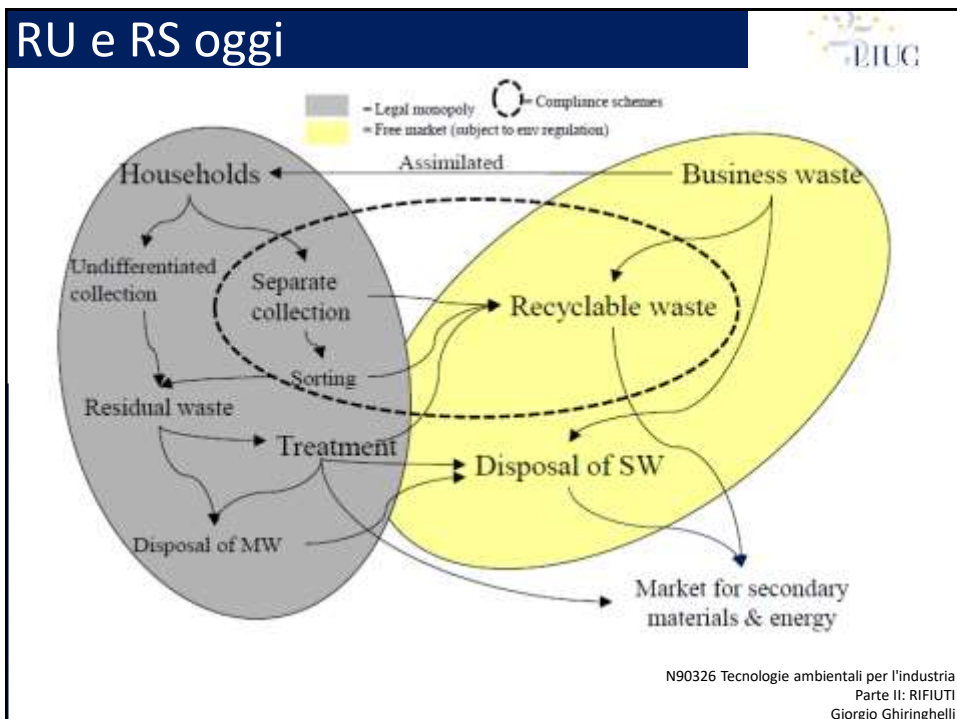 RU e RS oggi
LIUC
= Legal monopoly
= Compliance schemes
= Free market (subject to env regulation)
Assimilated
Households
Business waste
Undifferentiated
collection
Separate
collection
Recyclable waste
Sorting
Residual waste
Treatment
Disposal of SW
Disposal of MW
Market for secondary
materials & energy
N90326 Tecnologie ambientali per l'industria
Parte II: RIFIUTI
Giorgio Ghiringhelli